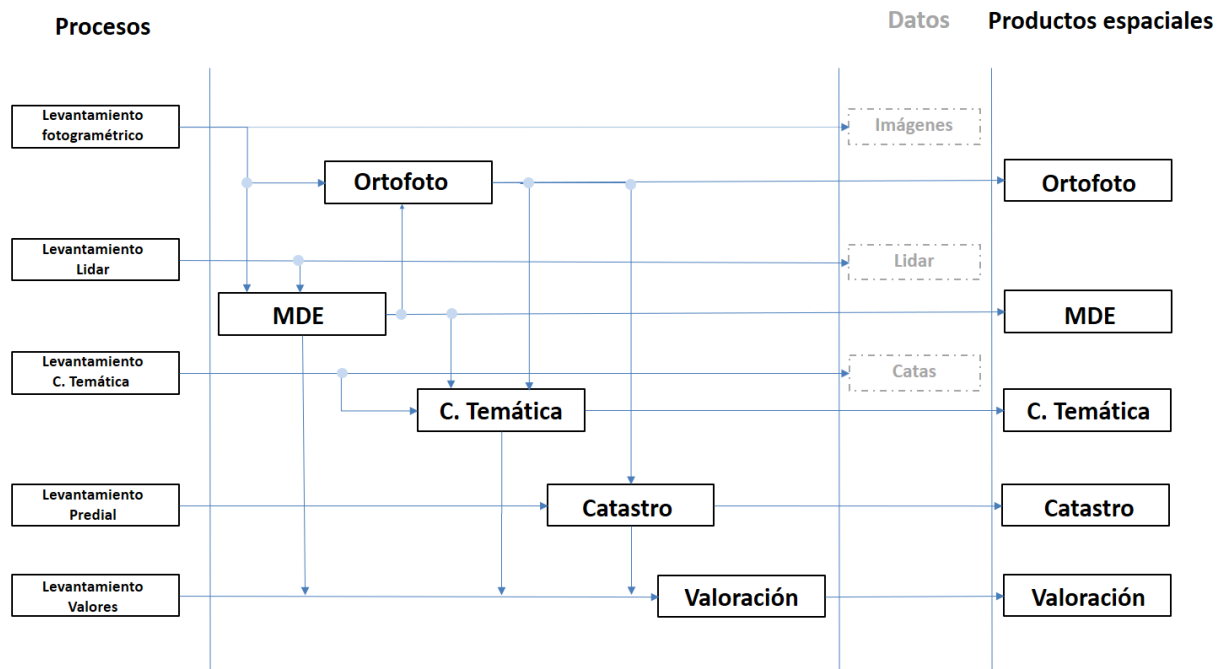 Procesos
Datos
Productos espaciales
Levantamiento
fotogramétrico
Imágenes
Ortofoto
Ortofoto
Levantamiento
Lidar
Lidar
MDE
MDE
Levantamiento
C. Temática
Catas
C. Temática
C. Temática
Levantamiento
Predial
Catastro
Catastro
Levantamiento
Valores
Valoración
Valoración